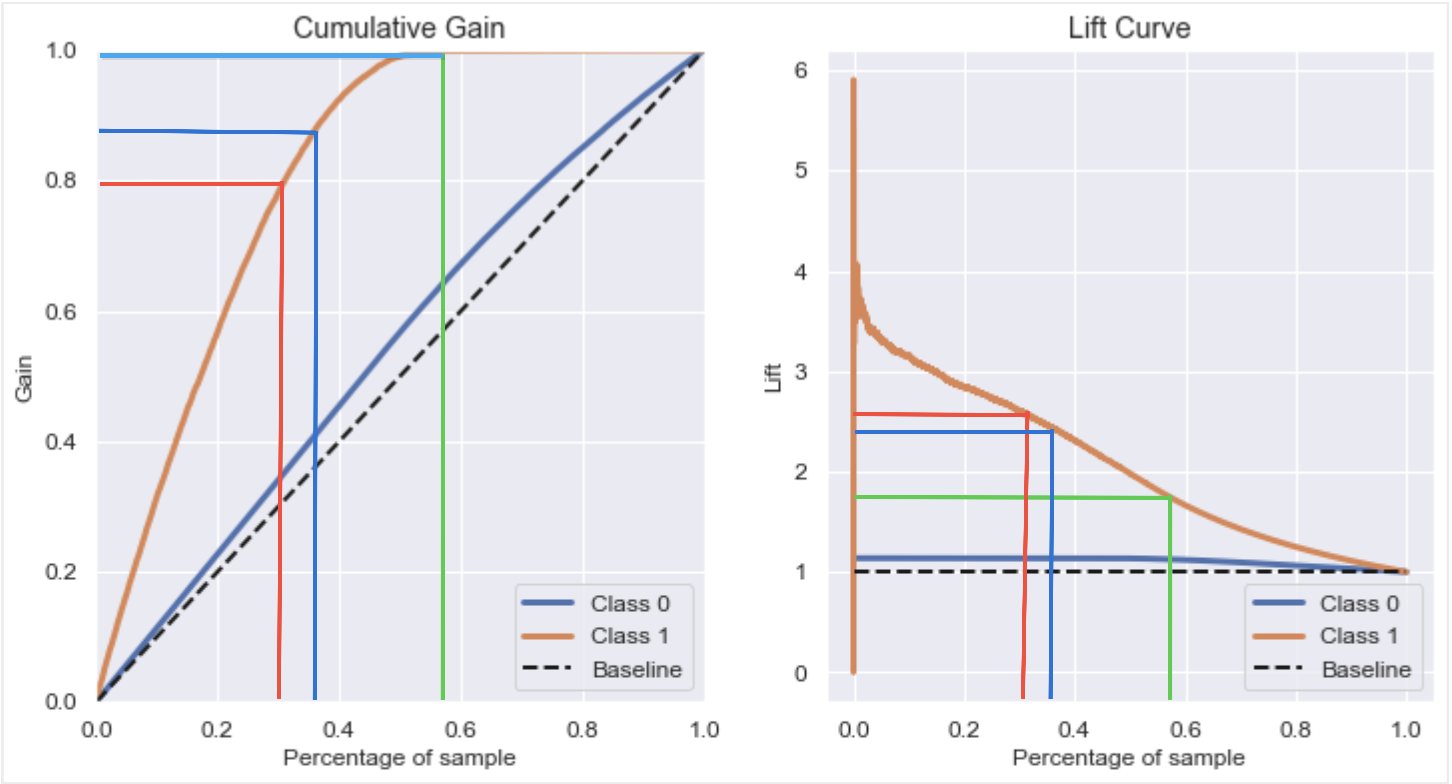 Cumulative Gain
1.0
0.8
0.6
0.4
0.2
0.0
Gain
0.0 0.2 0.4 0.6 0.8 1.0
Percentage of sample
Class 0
Class 1
Baseline
Lift Curve
6
5
4
3
2
1
0
Lift
0.0 0.2 0.4 0.6 0.8 1.0
Percentage of sample
Class 0
Class 1
Baseline